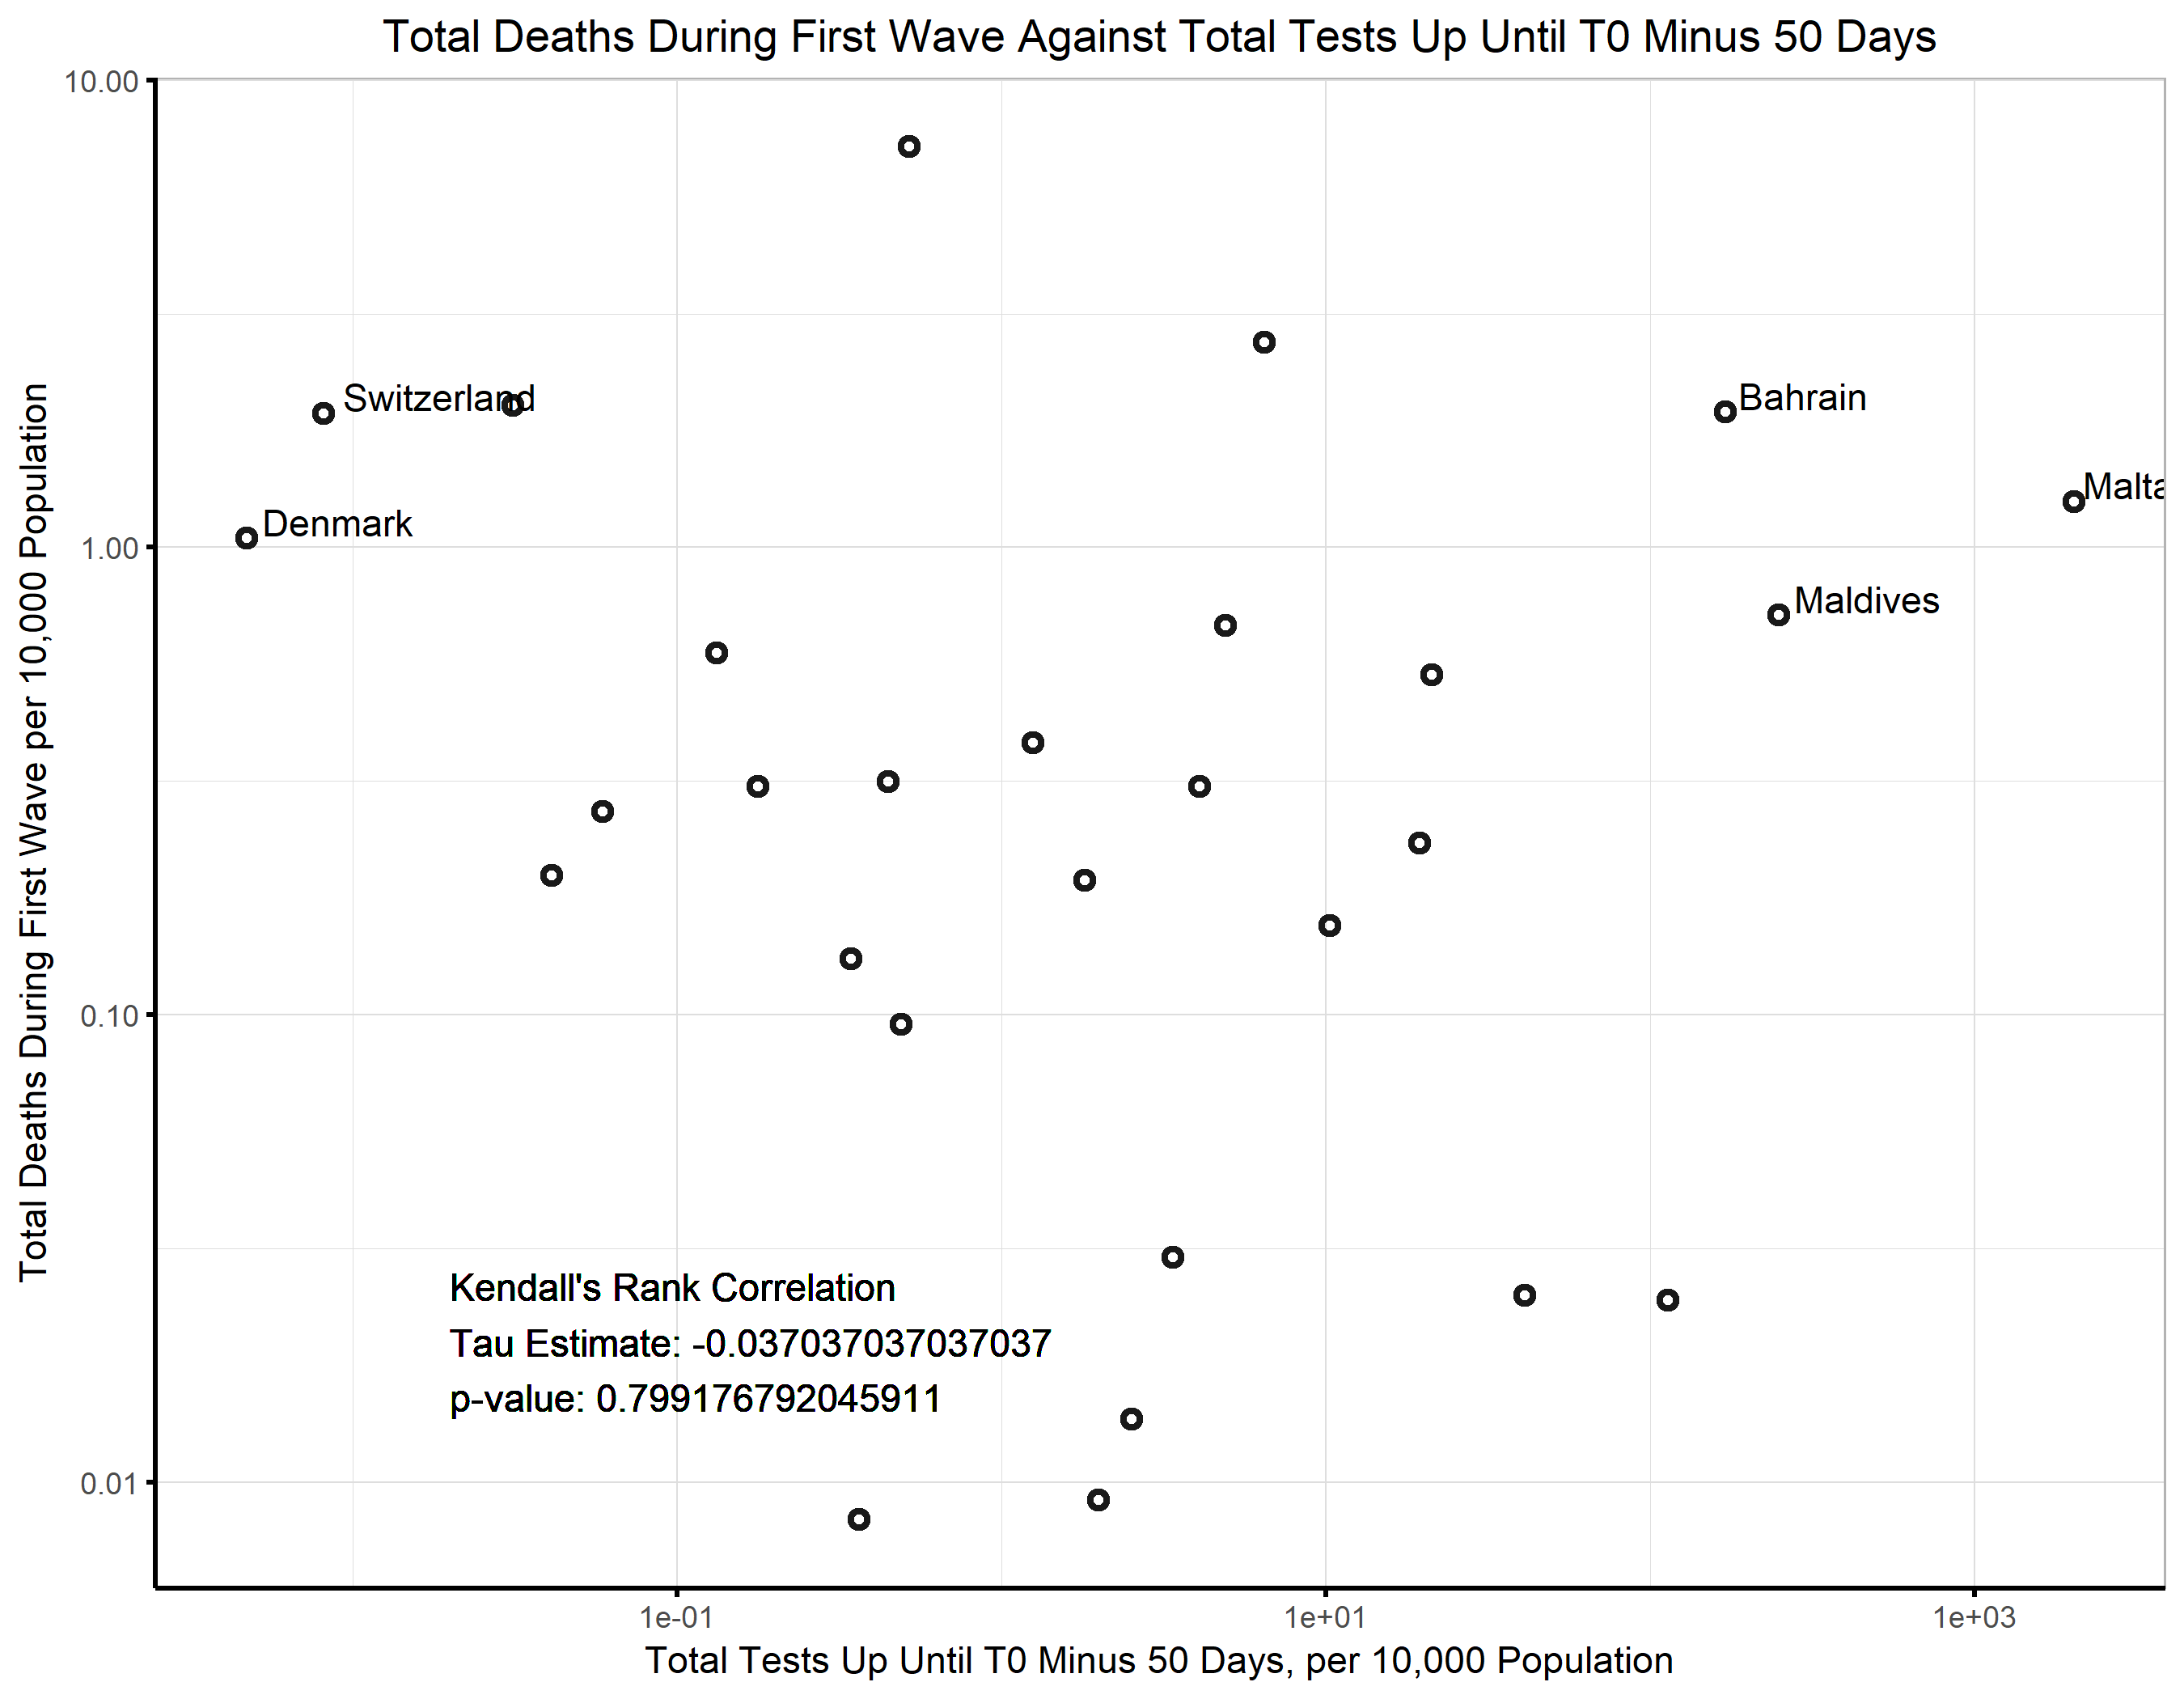 Total Deaths During First Wave Against Total Tests Up Until T0 Minus 50 Days
Total Deaths During First Wave per 10,000 Population
10.00
1.00
0.10
0.01
Switzerland
Denmark
Bahrain
Malta
Maldives
Kendall's Rank Correlation
Tau Estimate: -0.037037037037037
p-value: 0.799176792045911
1e-01
1e+01
1e+03
Total Tests Up Until T0 Minus 50 Days, per 10,000 Population